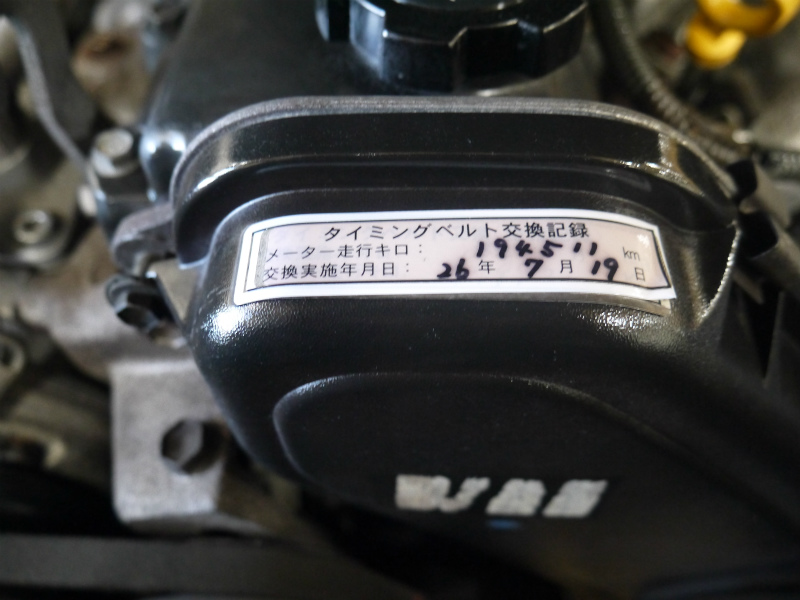 タイミングベルト交換記録
メーター走行キロ： 194511 km
交換実施年月日： 26 年 7 月 19 日